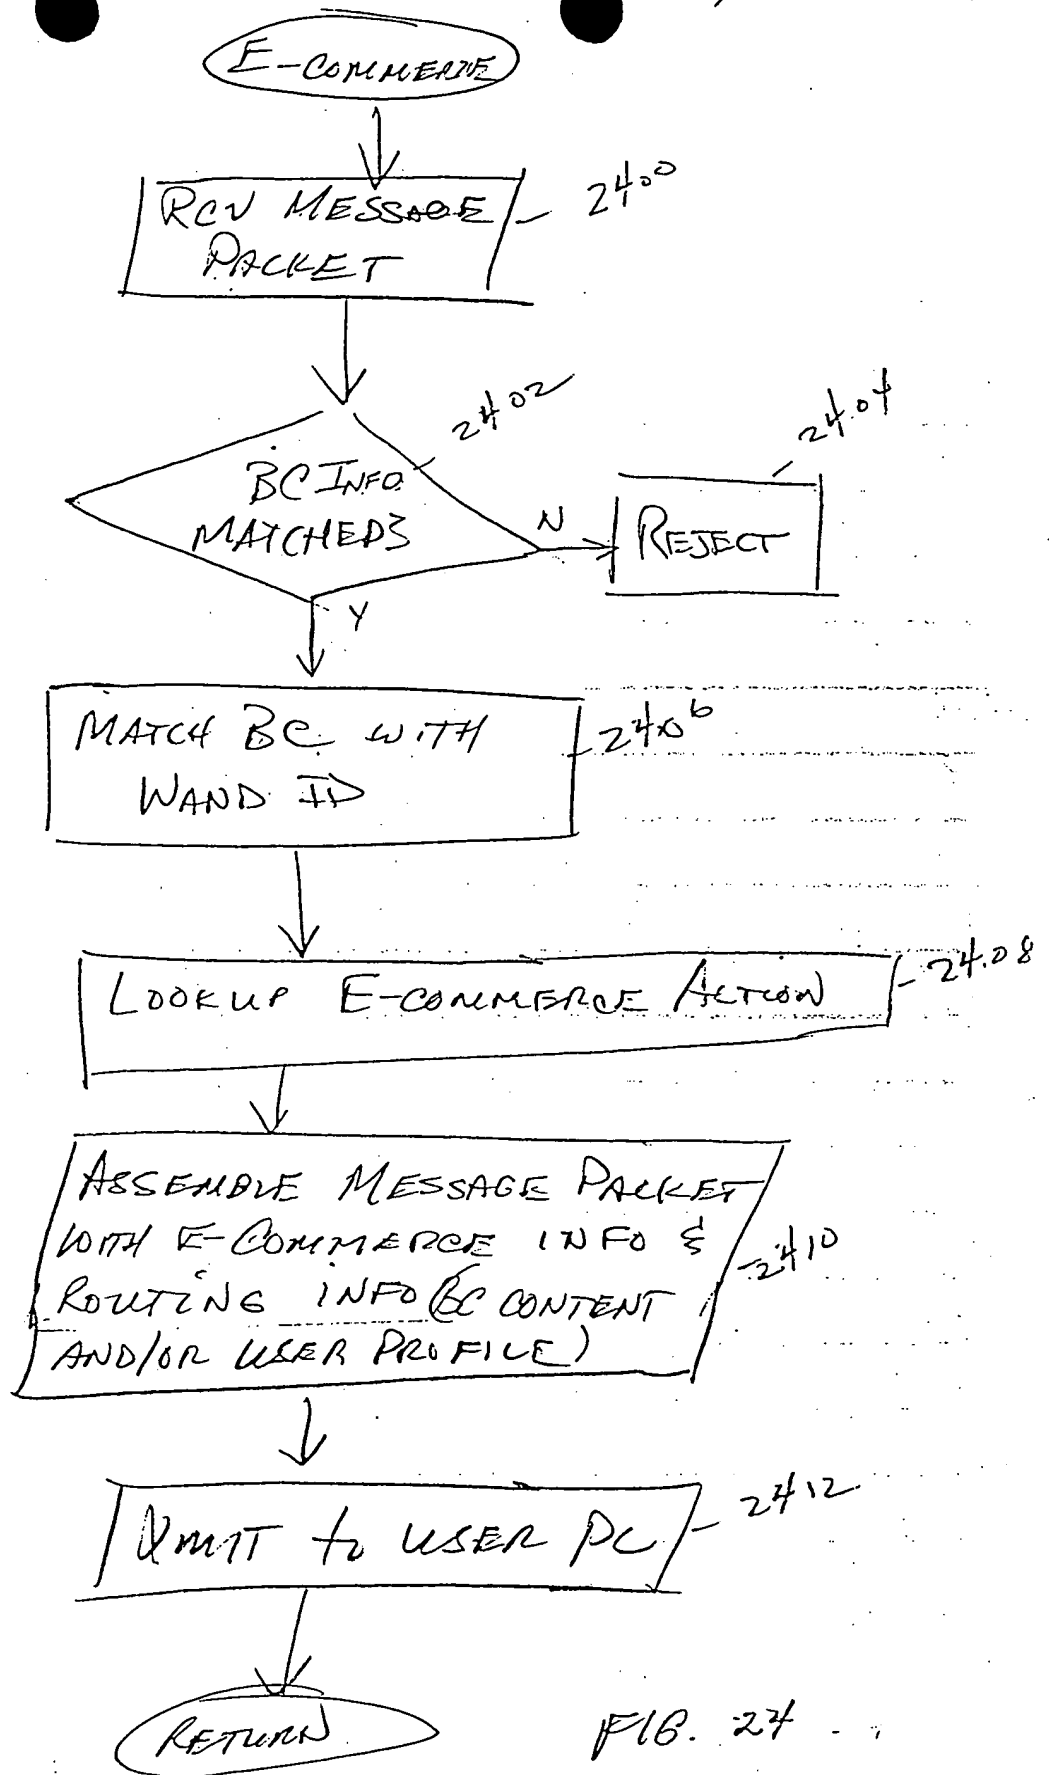 E-COMMERCE
RCV MESSAGE
PACKET
2400
2402
BC INFO
MATCHED?
N
Y
2404
REJECT
MATCH BC WITH
WAND ID
2406
LOOKUP E-COMMERCE ACTION
2408
ASSEMBLE MESSAGE PACKET
WITH E-COMMERCE INFO &
ROUTING INFO (BC CONTENT
AND/OR USER PROFILE)
2410
XMIT to USER PC
2412
RETURN
FIG. 24